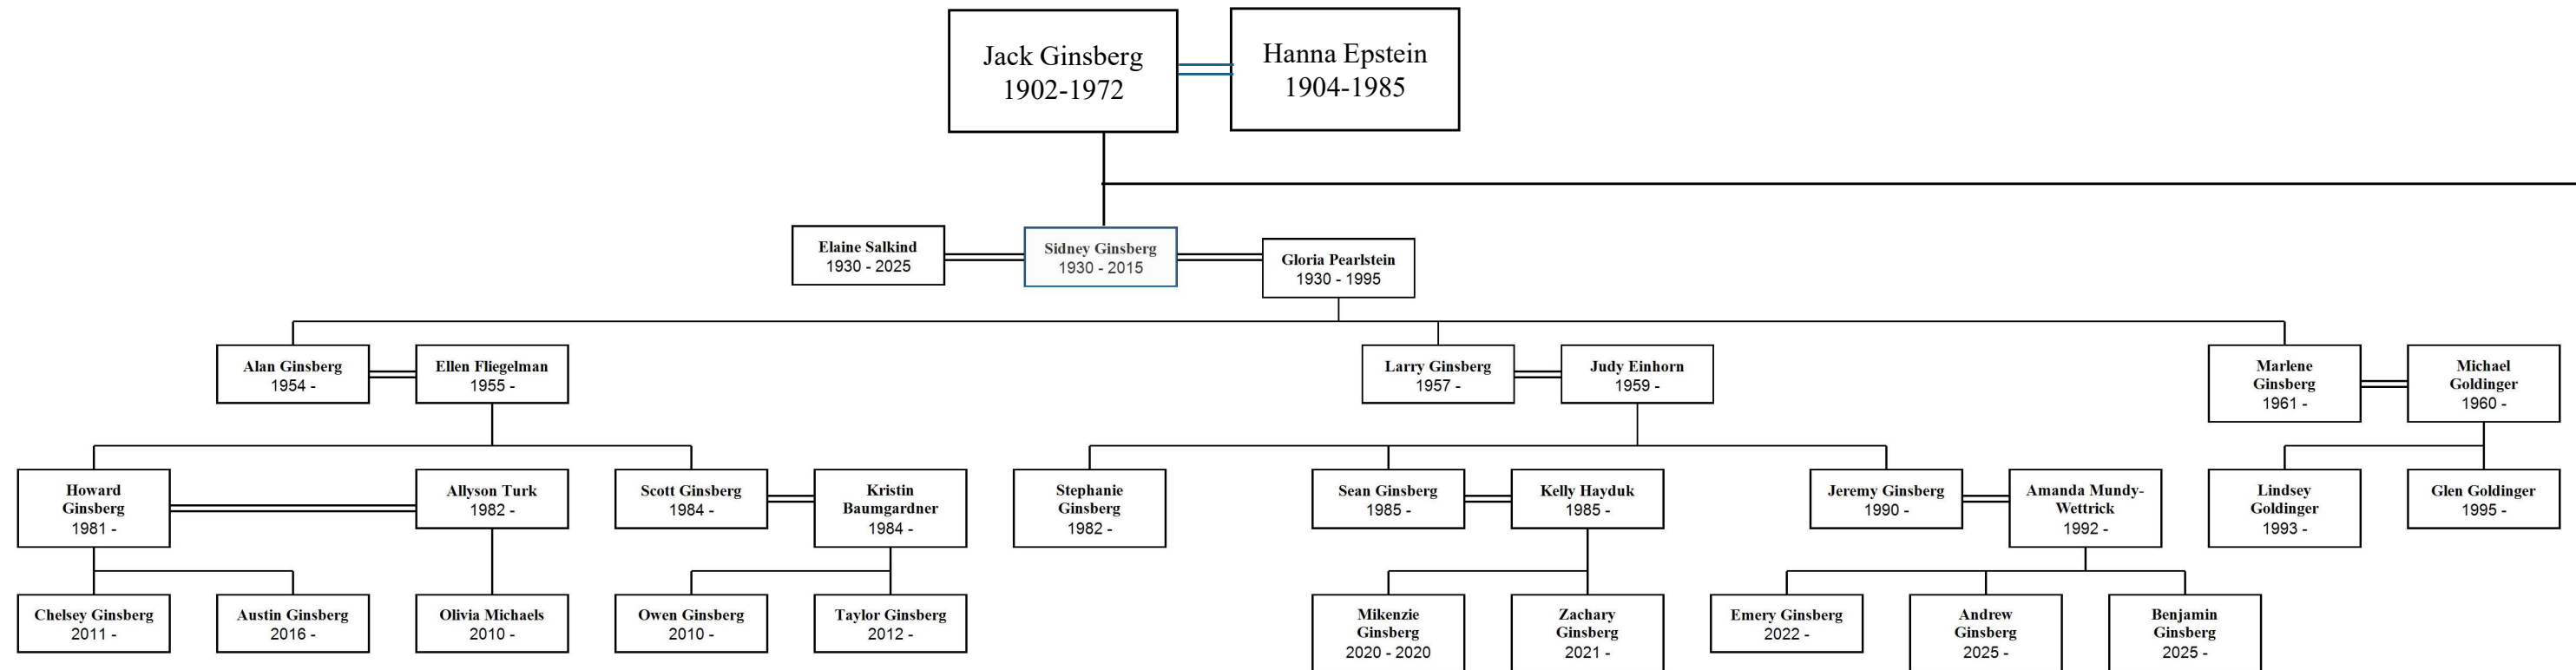 Jack Ginsberg
1902-1972
Hanna Epstein
1904-1985
Elaine Salkind
1930 - 2025
Sidney Ginsberg
1930 - 2015
Gloria Pearlstein
1930 - 1995
Alan Ginsberg
1954 -
Ellen Fliegelman
1955 -
Larry Ginsberg
1957 -
Judy Einhorn
1959 -
Marlene
Ginsberg
1961 -
Michael
Goldinger
1960 -
Howard
Ginsberg
1981 -
Allyson Turk
1982 -
Scott Ginsberg
1984 -
Kristin
Baumgardner
1984 -
Stephanie
Ginsberg
1982 -
Sean Ginsberg
1985 -
Kelly Hayduk
1985 -
Jeremy Ginsberg
1990 -
Amanda Mundy-
Wettrick
1992 -
Lindsey
Goldinger
1993 -
Glen Goldinger
1995 -
Chelsey Ginsberg
2011 -
Austin Ginsberg
2016 -
Olivia Michaels
2010 -
Owen Ginsberg
2010 -
Taylor Ginsberg
2012 -
Mikenzie
Ginsberg
2020 - 2020
Zachary
Ginsberg
2021 -
Emery Ginsberg
2022 -
Andrew
Ginsberg
2025 -
Benjamin
Ginsberg
2025 -